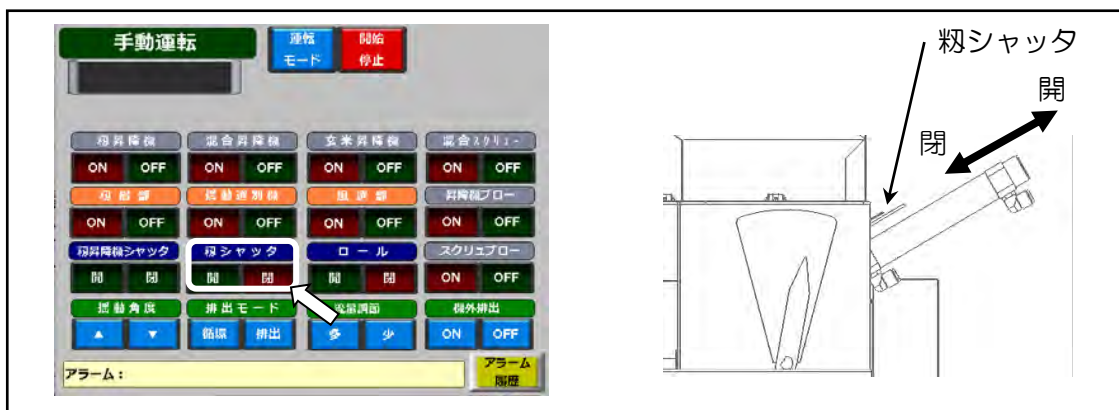 手動運転
運転
モード
開始
停止
籾昇降機 混合昇降機 玄米昇降機 混合スクリュー
ON OFF ON OFF ON OFF ON OFF
籾摺部 揺動選別機 風選部 昇降機ブロー
ON OFF ON OFF ON OFF ON OFF
籾昇降機シャッタ 籾シャッタ ロール スクリュブロー
開 閉 開 閉 開 閉 ON OFF
揺動角度 排出モード 流量調節 機外排出
▲ ▼ 循環 排出 多 少 ON OFF
アラーム：
アラーム
履歴
籾シャッタ
開
閉